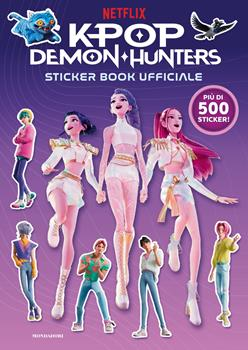 NETFLIX
K-POP
DEMON HUNTERS
STICKER BOOK UFFICIALE
PIÙ DI
500
STICKER!
MONDADORI